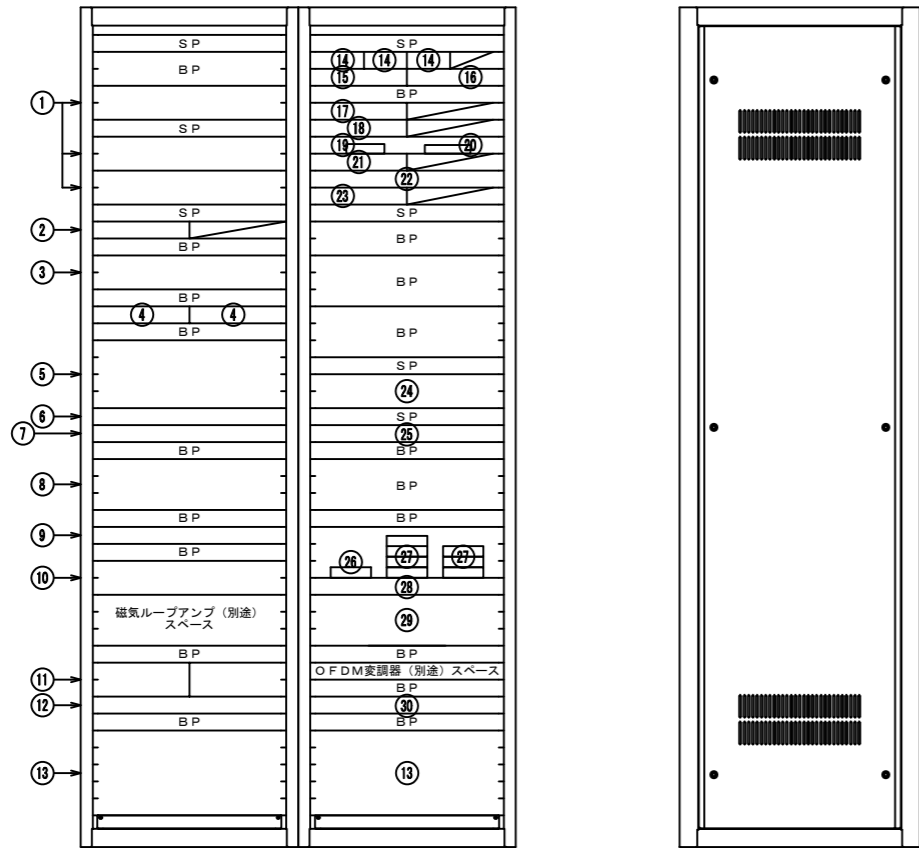 SP
BP
①
SP
SP
②
BP
③
BP
④ ④
BP
⑤
⑥
⑦
BP
⑧
BP
⑨
BP
⑩
磁気ループアンプ（別途）
スペース
BP
⑪
⑫
BP
⑬
SP
⑭ ⑭ ⑭
⑮ ⑯
BP
⑰
⑱
⑲ ⑳
㉑
㉒
㉓
SP
BP
BP
BP
SP
㉔
SP
㉕
BP
BP
BP
㉖ ㉗ ㉗
㉘
㉙
BP
OFDM変調器（別途）スペース
BP
㉚
BP
⑬